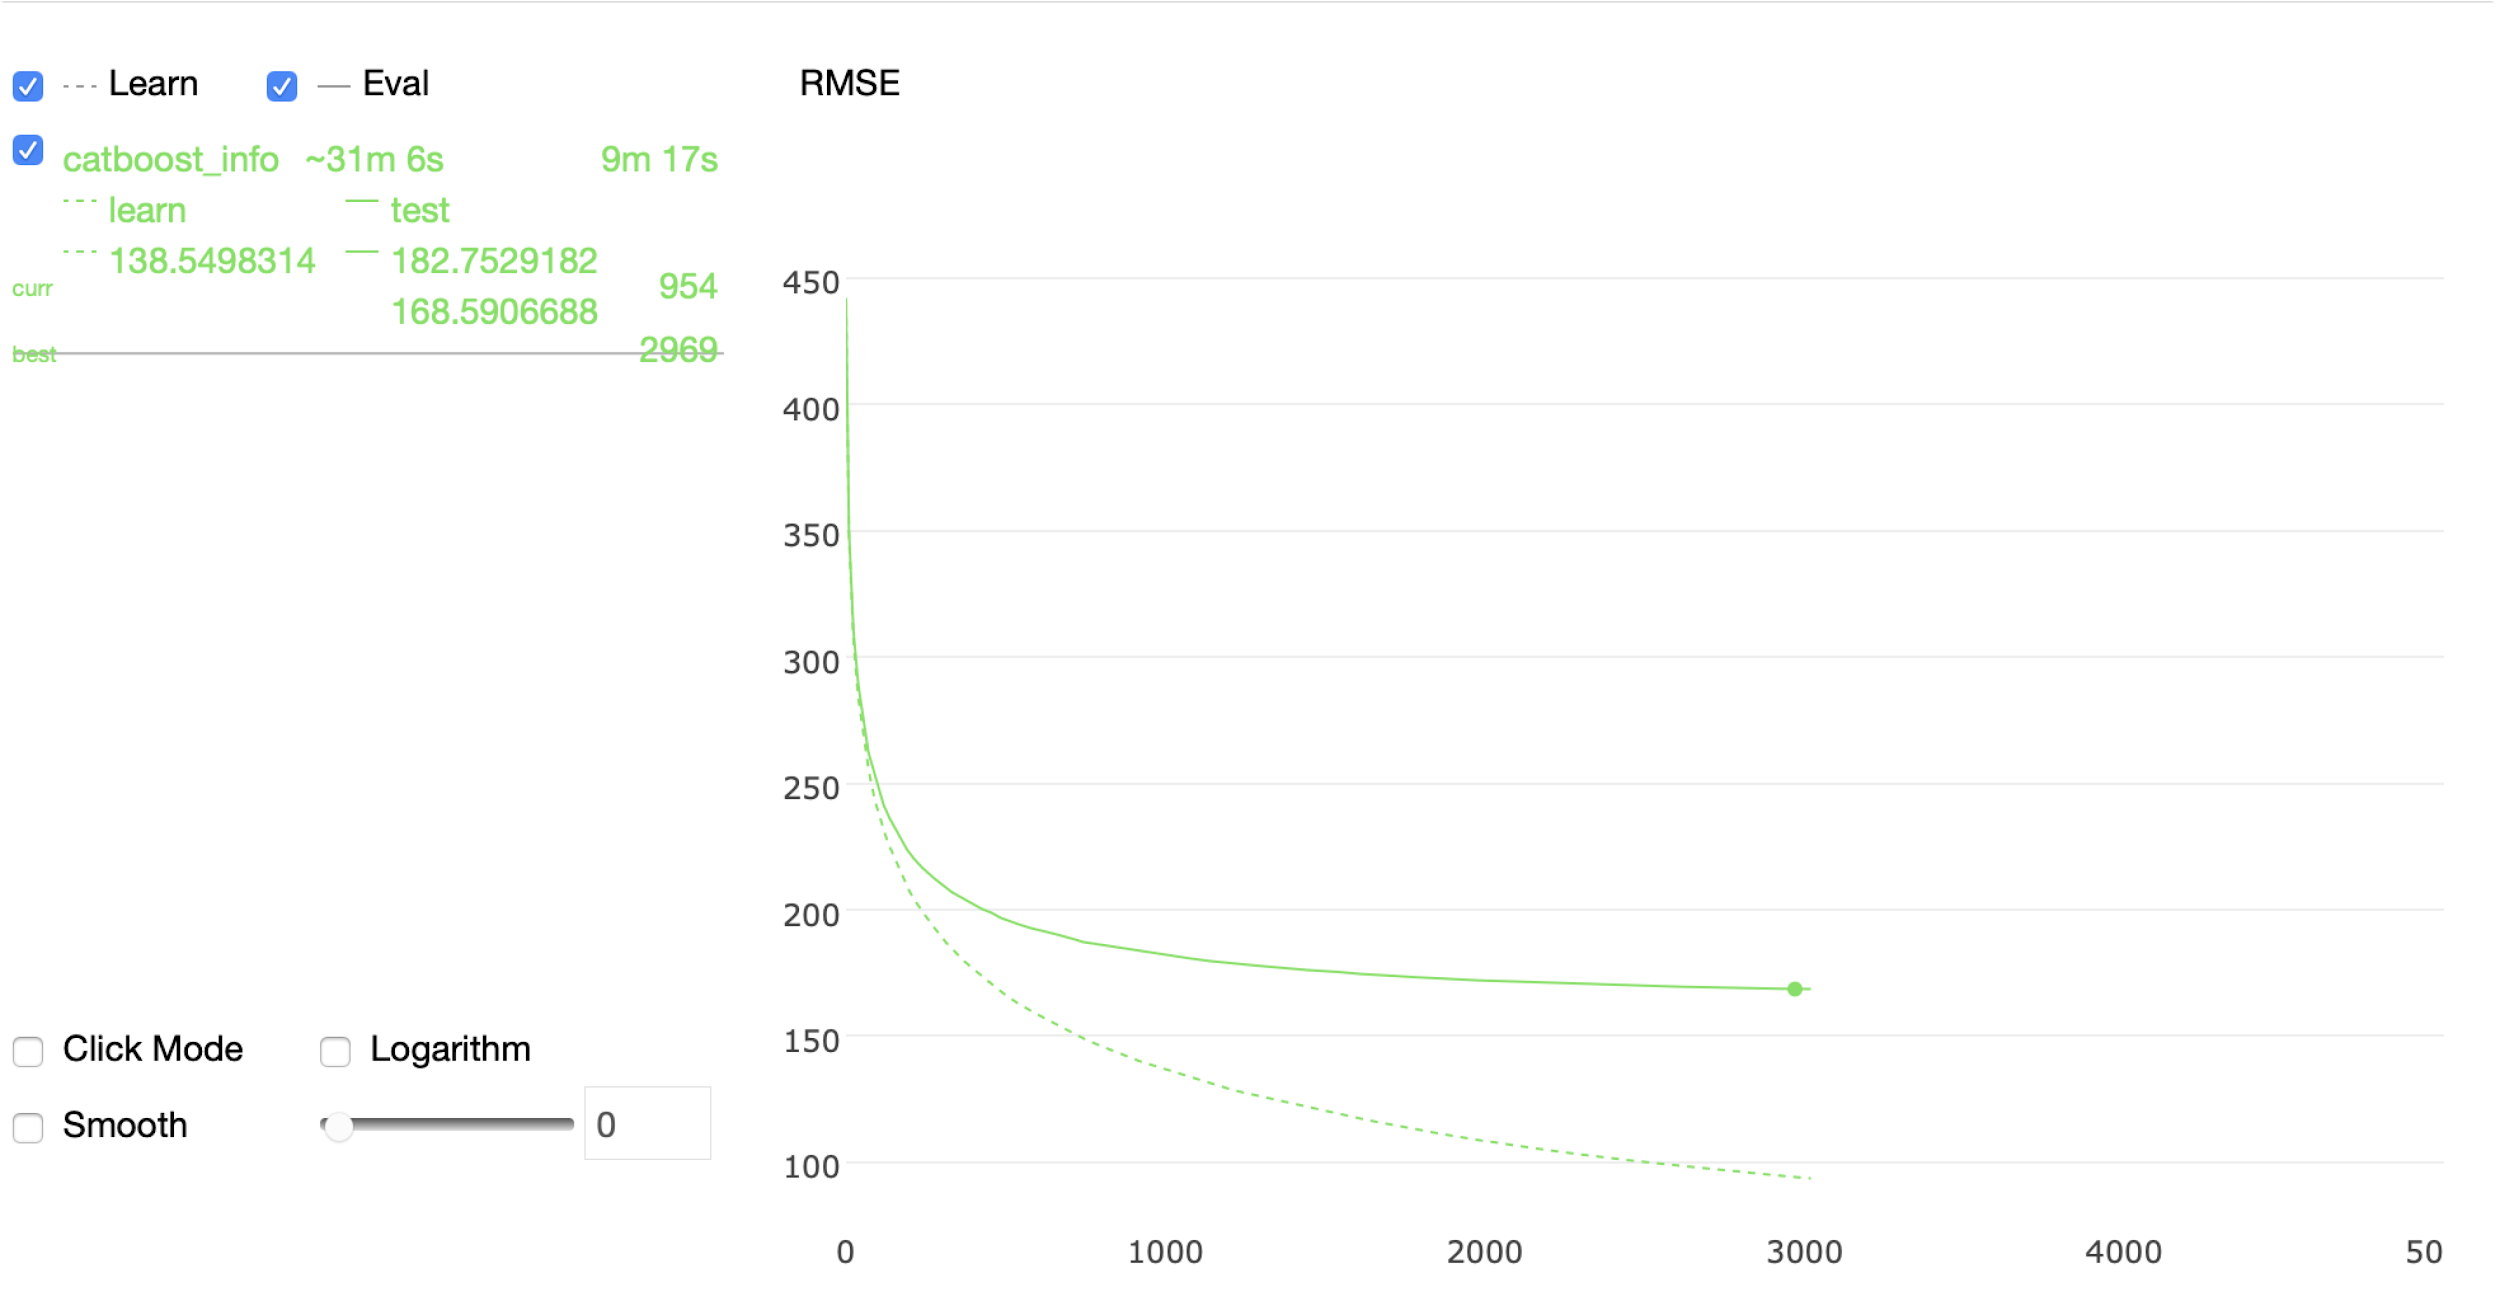 Learn Eval
catboost_info ~31m 6s 9m 17s
learn test
138.5498314 182.7529182
curr 954
168.5906688
best 2969
Click Mode Logarithm
Smooth 0
RMSE
450
400
350
300
250
200
150
100
0 1000 2000 3000 4000 50